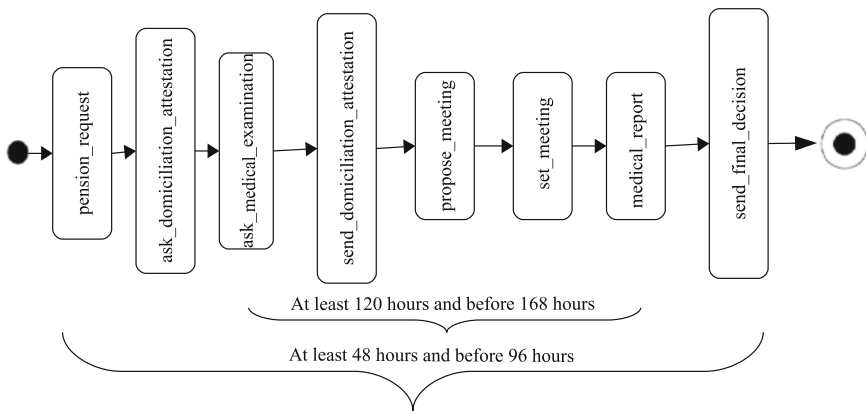 pension_request
ask_domiciliation_attestation
ask_medical_examination
send_domiciliation_attestation
propose_meeting
set_meeting
medical_report
send_final_decision
At least 120 hours and before 168 hours
At least 48 hours and before 96 hours